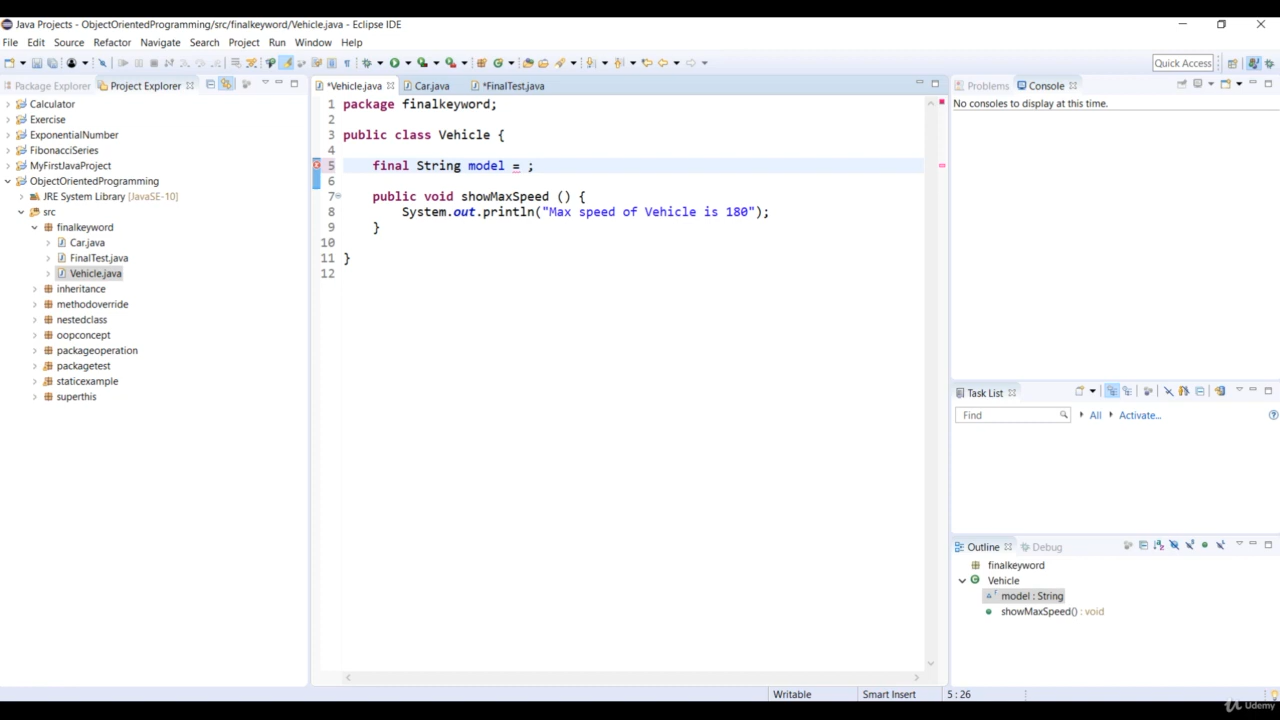 Java Projects - ObjectOrientedProgramming/src/finalkeyword/Vehicle.java - Eclipse IDE
File Edit Source Refactor Navigate Search Project Run Window Help
Quick Access
Package Explorer Project Explorer
Calculator
Exercise
ExponentialNumber
FibonacciSeries
MyFirstJavaProject
ObjectOrientedProgramming
JRE System Library [JavaSE-10]
src
finalkeyword
Car.java
FinalTest.java
Vehicle.java
inheritance
methodoverride
nestedclass
oopconcept
packageoperation
packagetest
staticexample
superthis
*Vehicle.java Car.java *FinalTest.java
1 package finalkeyword;
2
3 public class Vehicle {
4
5 final String model = ;
6
7 public void showMaxSpeed () {
8 System.out.println("Max speed of Vehicle is 180");
9 }
10
11 }
12
Problems Console
No consoles to display at this time.
Task List
Find All Activate...
Outline Debug
finalkeyword
Vehicle
model : String
showMaxSpeed() : void
Writable Smart Insert 5 : 26
Udemy